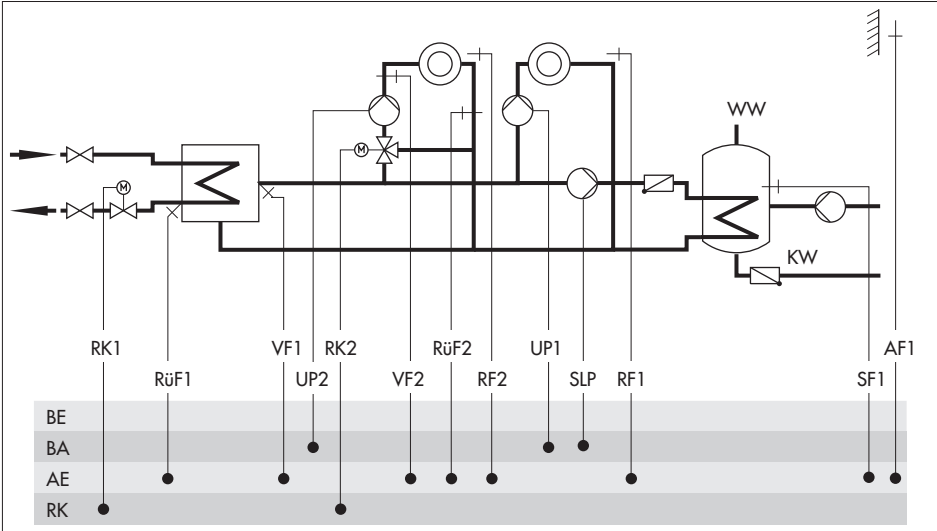 WW
M
M
KW
RK1 VF1 RK2 RüF2 UP1 AF1
RüF1 UP2 VF2 RF2 SLP RF1 SF1
BE
BA
AE
RK